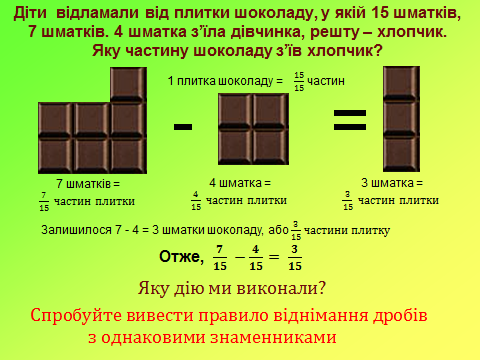 Діти відламали від плитки шоколаду, у якій 15 шматків,
7 шматків. 4 шматка з’їла дівчинка, решту – хлопчик.
Яку частину шоколаду з’їв хлопчик?
1 плитка шоколаду = 15/15 частин
- =
7 шматків = 4 шматка = 3 шматка =
7/15 частин плитки 4/15 частин плитки 3/15 частин плитки
Залишилося 7 - 4 = 3 шматки шоколаду, або 3/15 частини плитку
Отже, 7/15 − 4/15 = 3/15
Яку дію ми виконали?
Спробуйте вивести правило віднімання дробів
з однаковими знаменниками